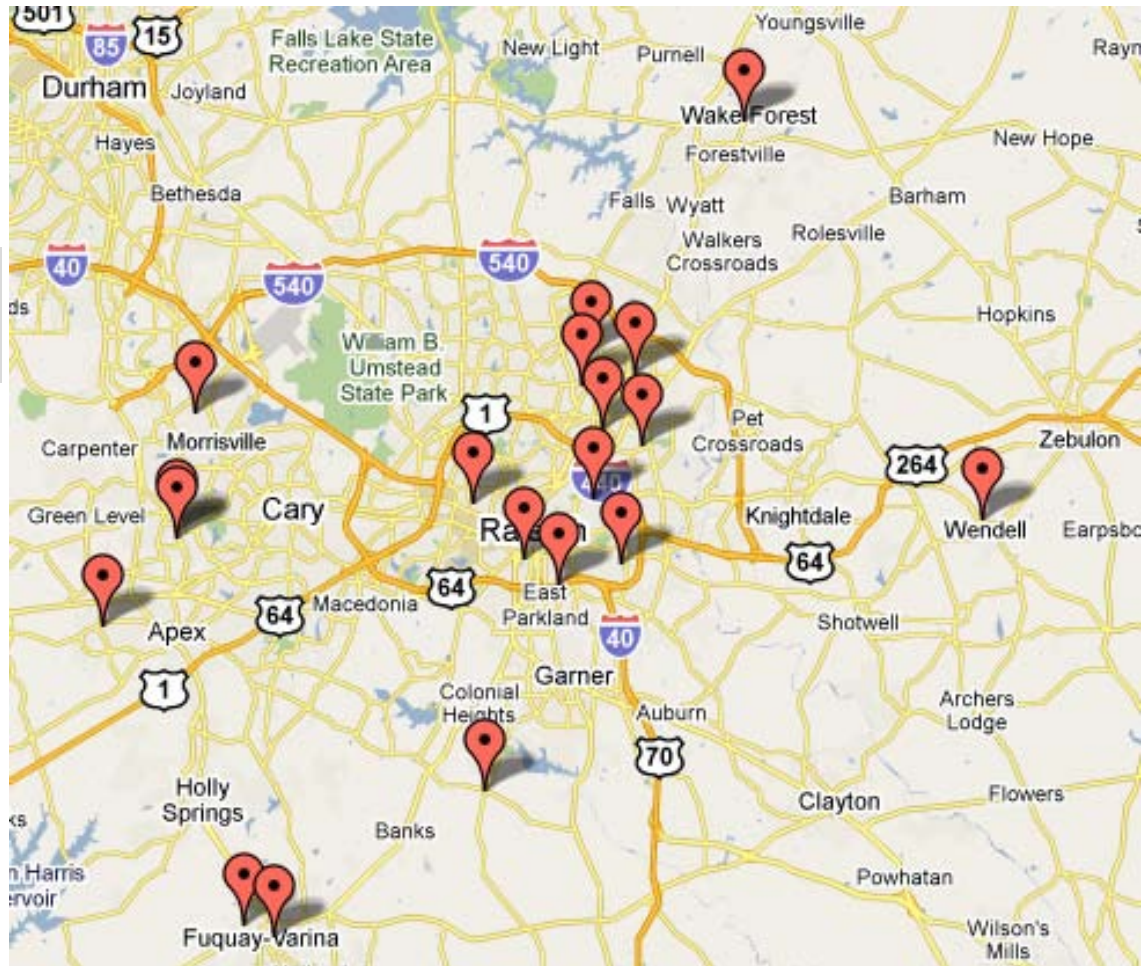 501
85
15
Durham
Joyland
Falls Lake State
Recreation Area
New Light
Purnell
Youngsville
Wake Forest
Forestville
New Hope
Hayes
Bethesda
Falls
Wyatt
Barham
Rolesville
Walkers
Crossroads
40
540
540
Hopkins
ds
William B.
Umstead
State Park
1
Pet
Crossroads
Zebulon
Carpenter
Morrisville
264
Cary
Green Level
Knightdale
Wendell
64
64
64
East
Parkland
Macedonia
Apex
Shotwell
40
Garner
1
Colonial
Heights
Auburn
Archers
Lodge
70
Holly
Springs
Clayton
Flowers
Banks
Powhatan
Fuquay-Varina
Wilson's
Mills